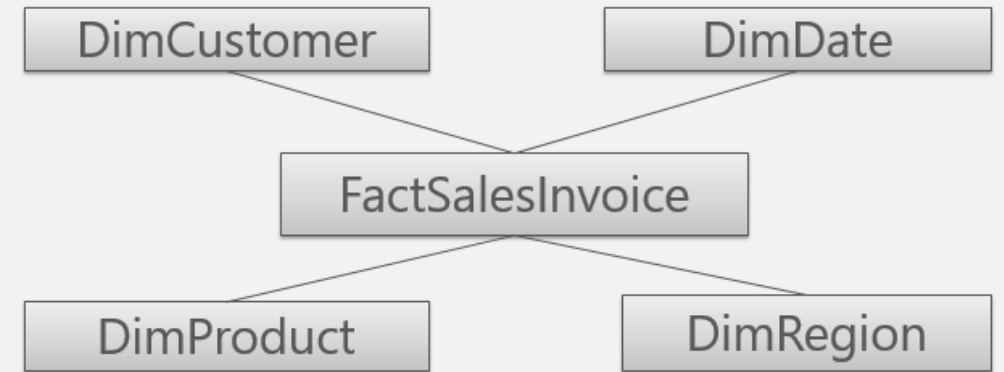 DimCustomer
DimDate
FactSalesInvoice
DimProduct
DimRegion